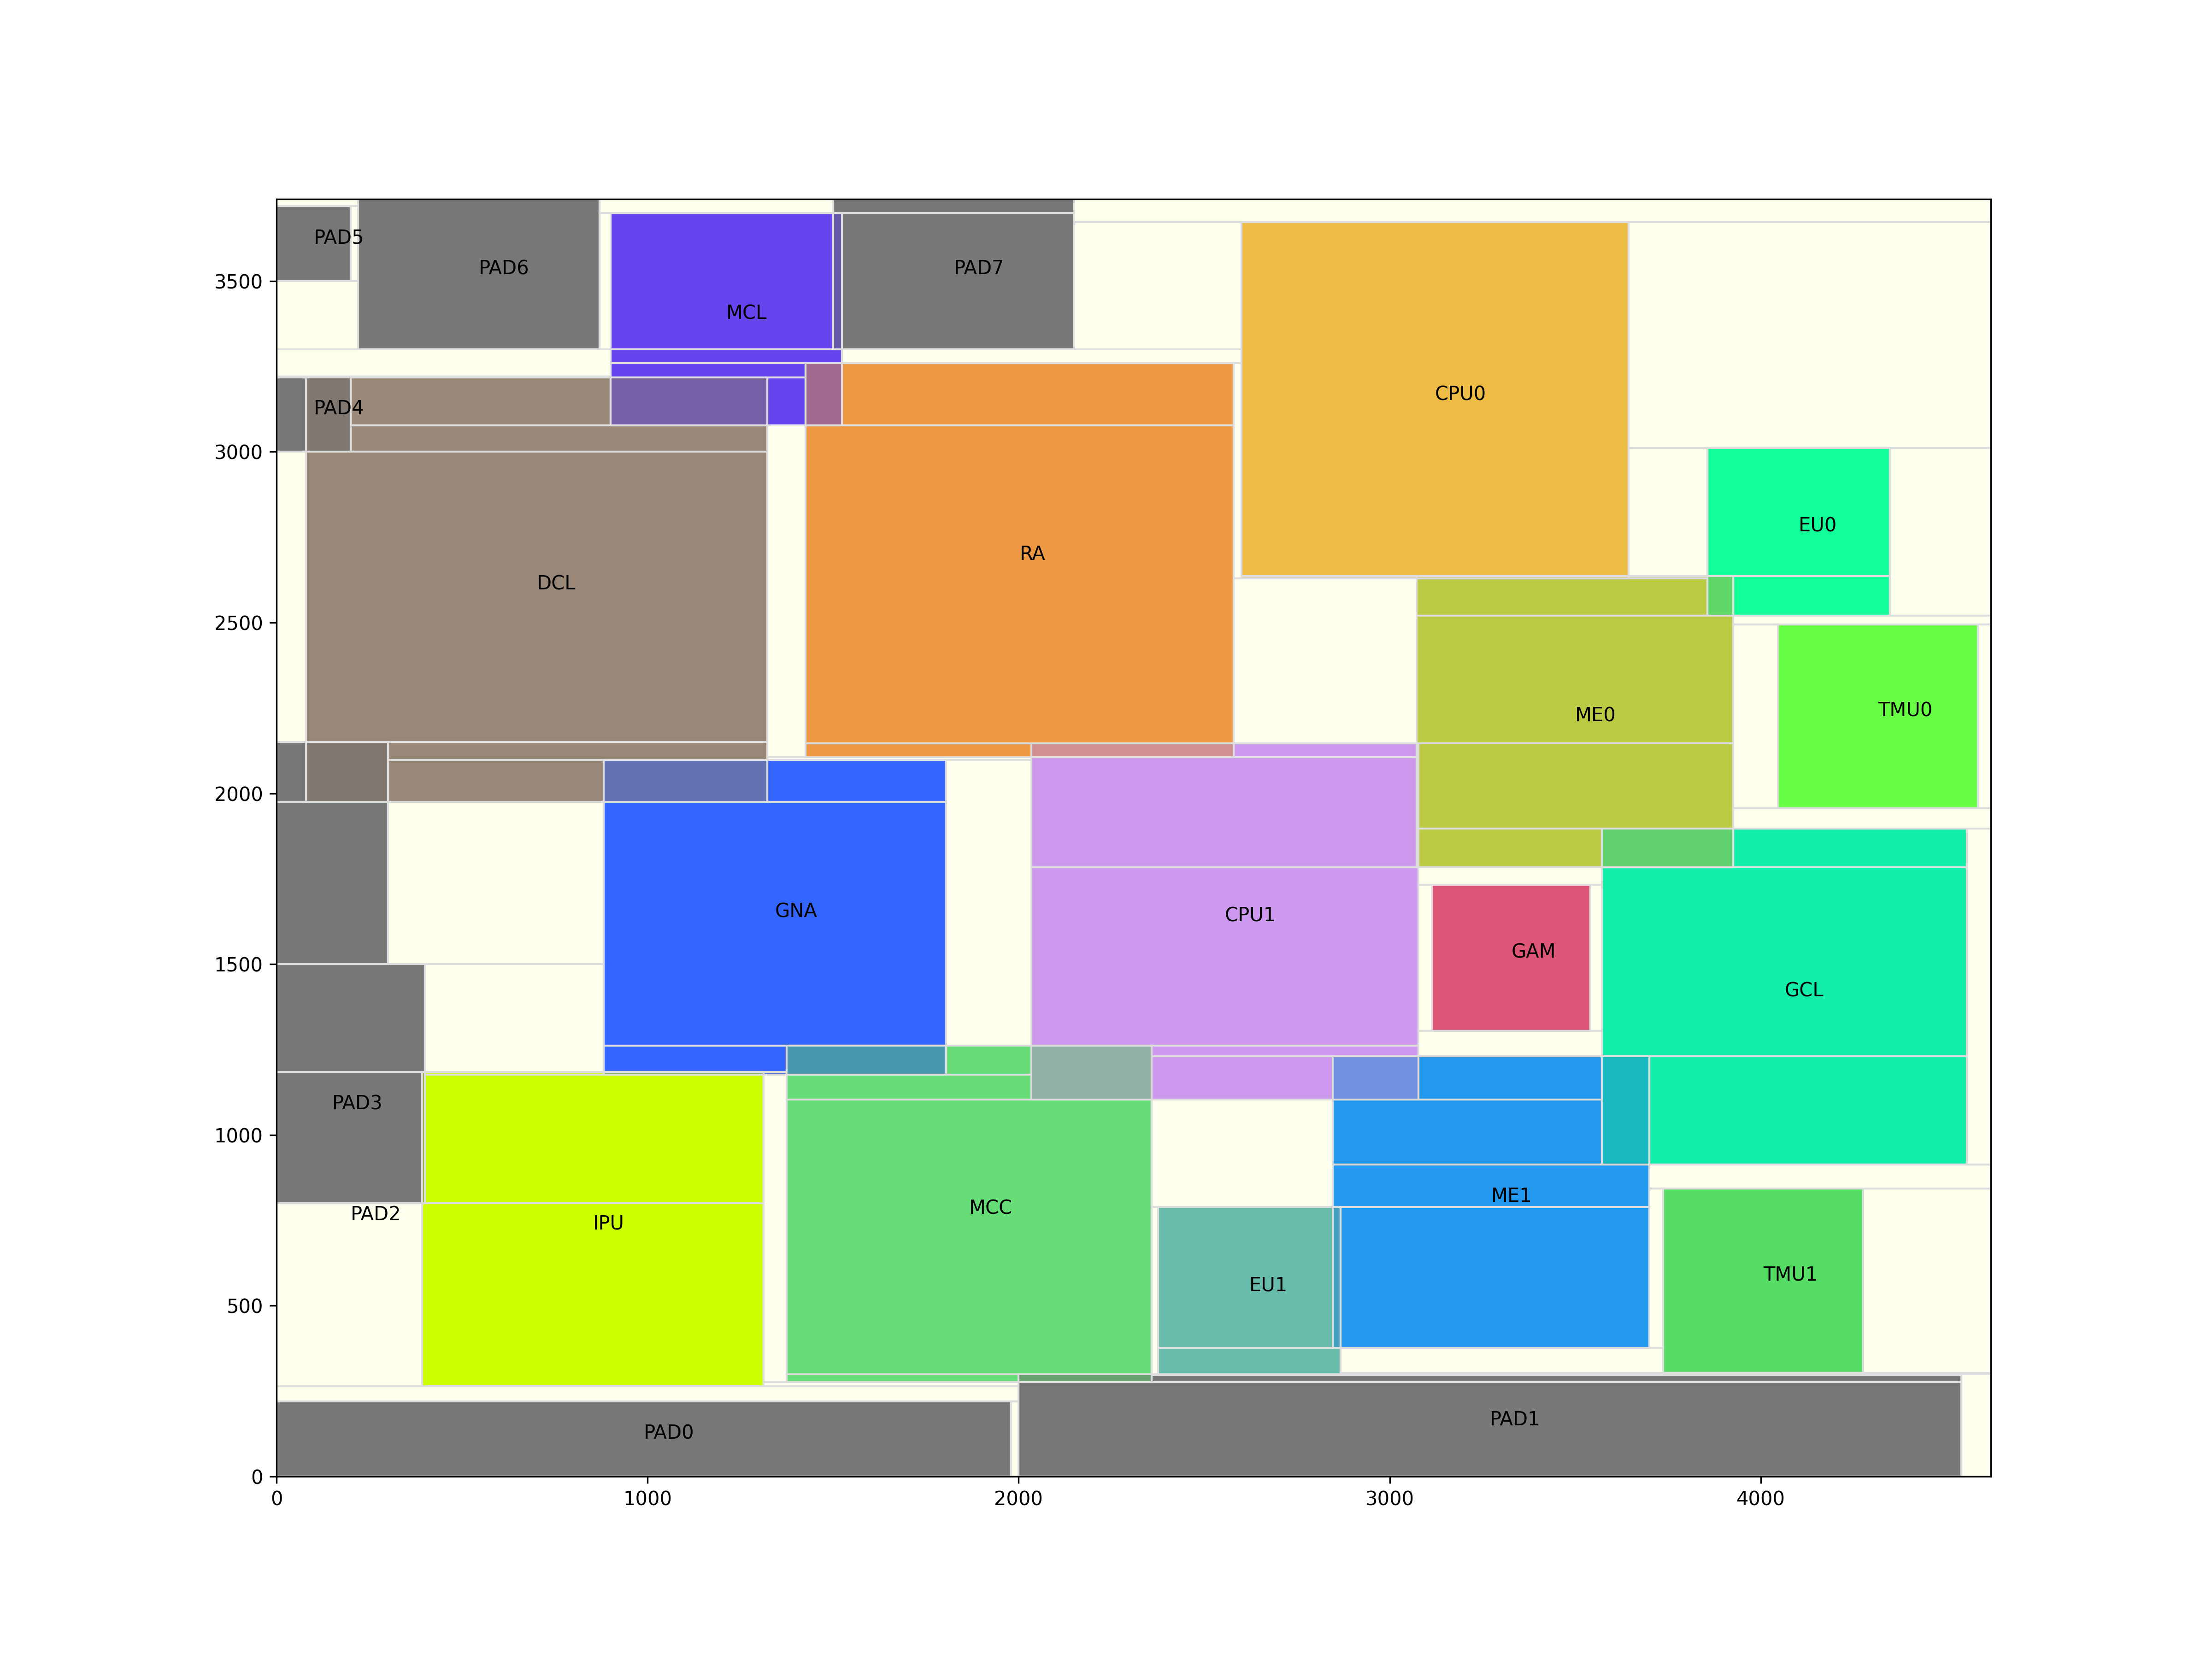 PAD5
PAD6
PAD7
MCL
CPU0
PAD4
EU0
RA
DCL
TMU0
ME0
GNA
CPU1
GAM
GCL
PAD3
ME1
PAD2
IPU
MCC
EU1
TMU1
PAD0
PAD1
3500
3000
2500
2000
1500
1000
500
0
0 1000 2000 3000 4000